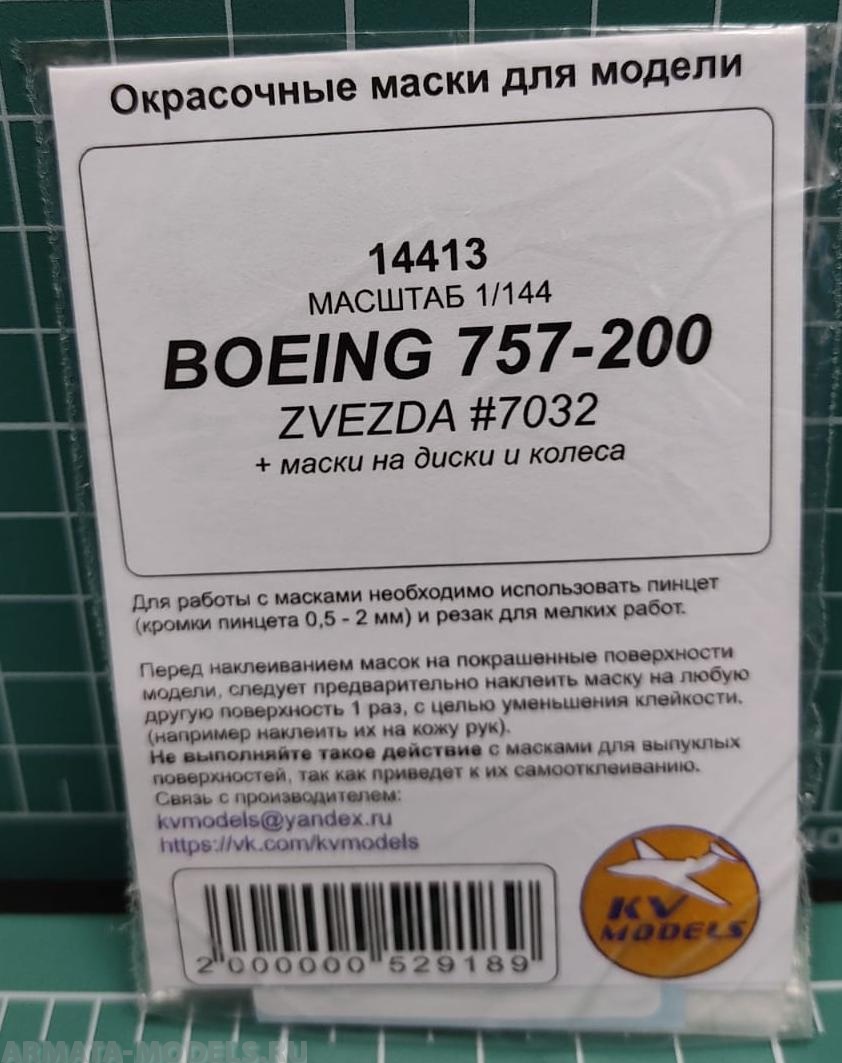 Окрасочные маски для модели
14413
МАСШТАБ 1/144
BOEING 757-200
ZVEZDA #7032
+ маски на диски и колеса
Для работы с масками необходимо использовать пинцет
(кромки пинцета 0,5 - 2 мм) и резак для мелких работ.
Перед наклеиванием масок на покрашенные поверхности
модели, следует предварительно наклеить маску на любую
другую поверхность 1 раз, с целью уменьшения клейкости.
(например наклеить их на кожу рук).
Не выполняйте такое действие с масками для выпуклых
поверхностей, так как приведет к их самоотклеиванию.
Связь с производителем:
kvmodels@yandex.ru
https://vk.com/kvmodels
KV
MODELS
2 000000 529189
ARMATA-MODELS.RU